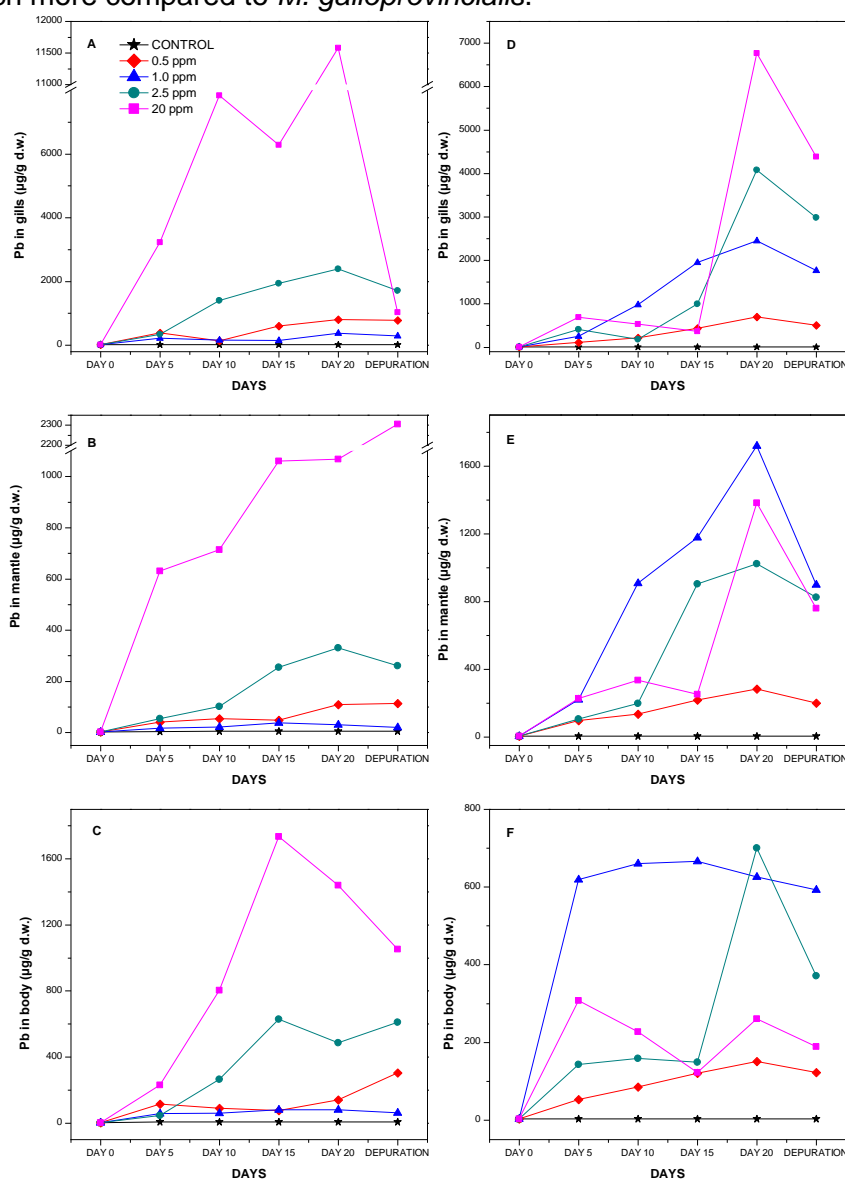 more compared to M. galloprovincialis.
A
CONTROL
0.5 ppm
1.0 ppm
2.5 ppm
20 ppm
12000
11500
11000
6000
4000
2000
0
Pb in gills (µg/g d.w.)
DAY 0 DAY 5 DAY 10 DAY 15 DAY 20 DEPURATION
DAYS
D
7000
6000
5000
4000
3000
2000
1000
0
Pb in gills (µg/g d.w.)
DAY 0 DAY 5 DAY 10 DAY 15 DAY 20 DEPURATION
DAYS
B
2300
2200
1000
800
600
400
200
0
Pb in mantle (µg/g d.w.)
DAY 0 DAY 5 DAY 10 DAY 15 DAY 20 DEPURATION
DAYS
E
1600
1200
800
400
0
Pb in mantle (µg/g d.w.)
DAY 0 DAY 5 DAY 10 DAY 15 DAY 20 DEPURATION
DAYS
C
1600
1200
800
400
0
Pb in body (µg/g d.w.)
DAY 0 DAY 5 DAY 10 DAY 15 DAY 20 DEPURATION
DAYS
F
800
600
400
200
0
Pb in body (µg/g d.w.)
DAY 0 DAY 5 DAY 10 DAY 15 DAY 20 DEPURATION
DAYS